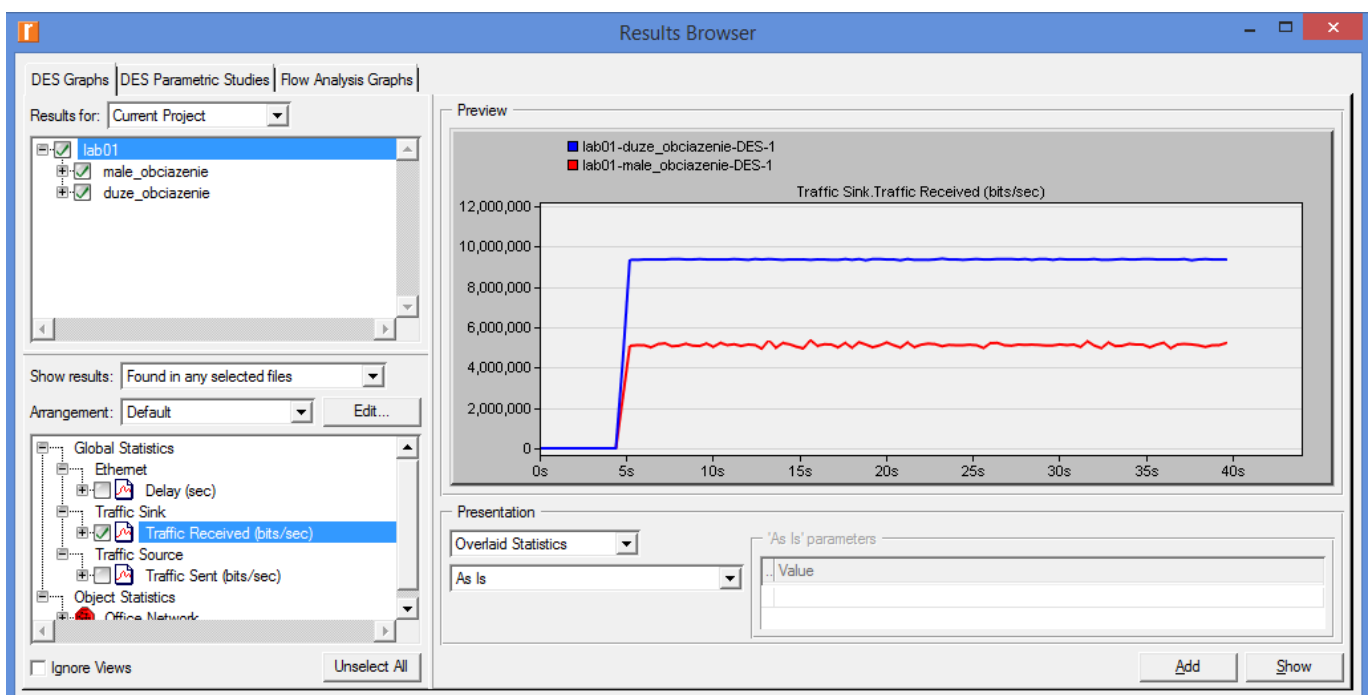 r Results Browser
DES Graphs DES Parametric Studies Flow Analysis Graphs
Results for: Current Project
lab01
male_obciazenie
duze_obciazenie
Show results: Found in any selected files
Arrangement: Default Edit...
Global Statistics
Ethernet
Delay (sec)
Traffic Sink
Traffic Received (bits/sec)
Traffic Source
Traffic Sent (bits/sec)
Object Statistics
Office Network
Ignore Views Unselect All
Preview
lab01-duze_obciazenie-DES-1
lab01-male_obciazenie-DES-1
Traffic Sink.Traffic Received (bits/sec)
12,000,000
10,000,000
8,000,000
6,000,000
4,000,000
2,000,000
0
0s 5s 10s 15s 20s 25s 30s 35s 40s
Presentation
Overlaid Statistics
As Is
'As Is' parameters
.. Value
Add Show